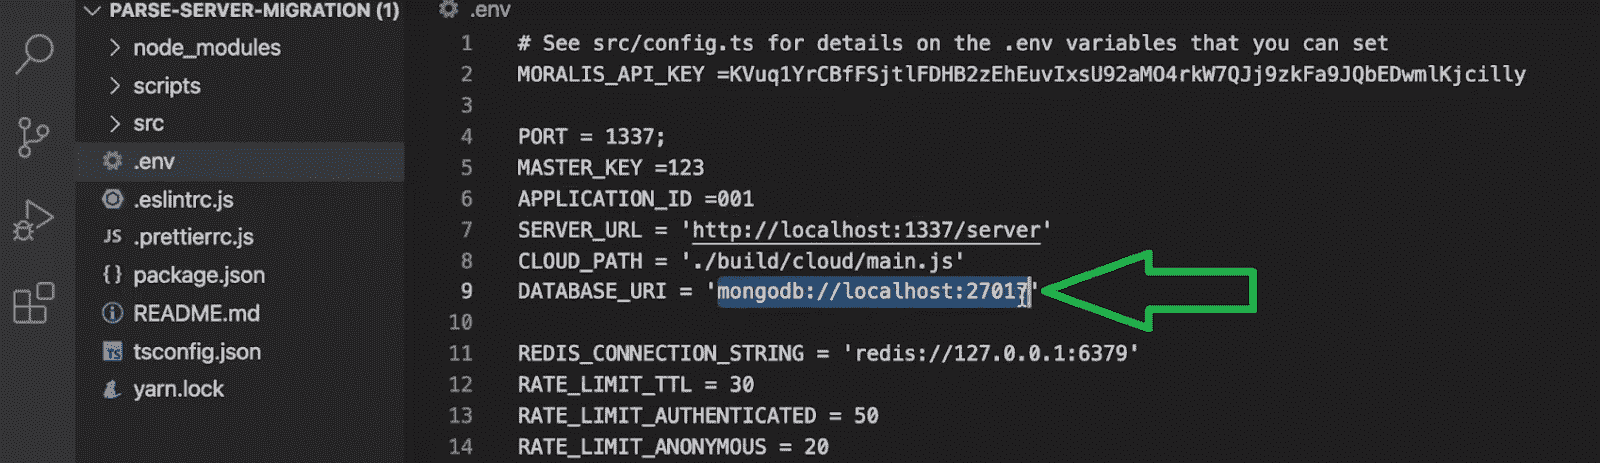 PARSE-SERVER-MIGRATION (1)
node_modules
scripts
src
.env
.eslintrc.js
JS .prettierrc.js
{} package.json
README.md
TS tsconfig.json
yarn.lock
.env
1 # See src/config.ts for details on the .env variables that you can set
2 MORALIS_API_KEY =KVuq1YrCBfFSjtlFDHB2zEhEuvIxsU92aMO4rkW7QJj9zkFa9JQbEDwmlKjcilly
3
4 PORT = 1337;
5 MASTER_KEY =123
6 APPLICATION_ID =001
7 SERVER_URL = 'http://localhost:1337/server'
8 CLOUD_PATH = './build/cloud/main.js'
9 DATABASE_URI = 'mongodb://localhost:27017'
10
11 REDIS_CONNECTION_STRING = 'redis://127.0.0.1:6379'
12 RATE_LIMIT_TTL = 30
13 RATE_LIMIT_AUTHENTICATED = 50
14 RATE_LIMIT_ANONYMOUS = 20